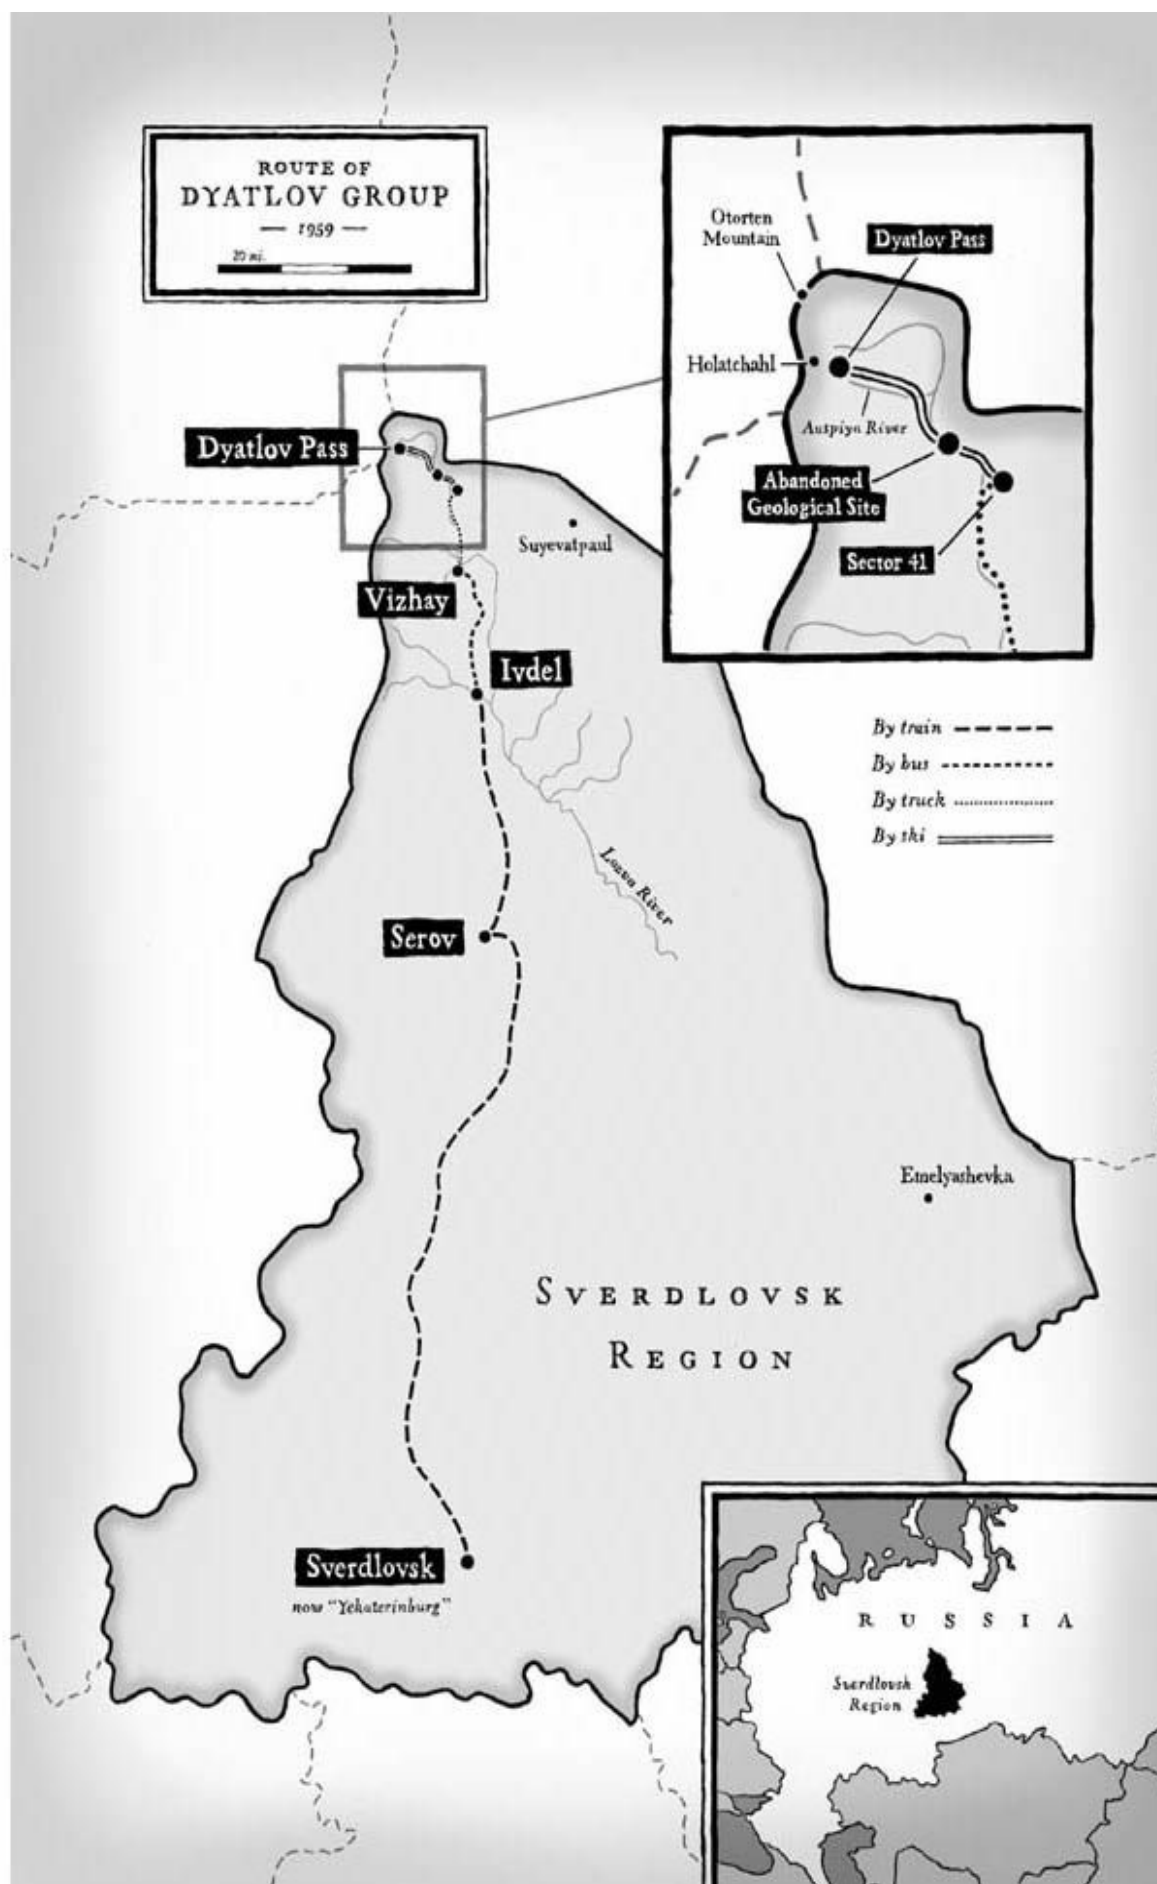 ROUTE OF
DYATLOV GROUP
— 1959 —
20 mi.
Otorten
Mountain
Dyatlov Pass
Holatchahl
Auspiya River
Abandoned
Geological Site
Sector 41
Dyatlov Pass
Suyevatpaul
Vizhay
Ivdel
By train
By bus
By truck
By ski
Lozva River
Serov
Emelyashevka
SVERDLOVSK
REGION
Sverdlovsk
now "Yekaterinburg"
RUSSIA
Sverdlovsk
Region